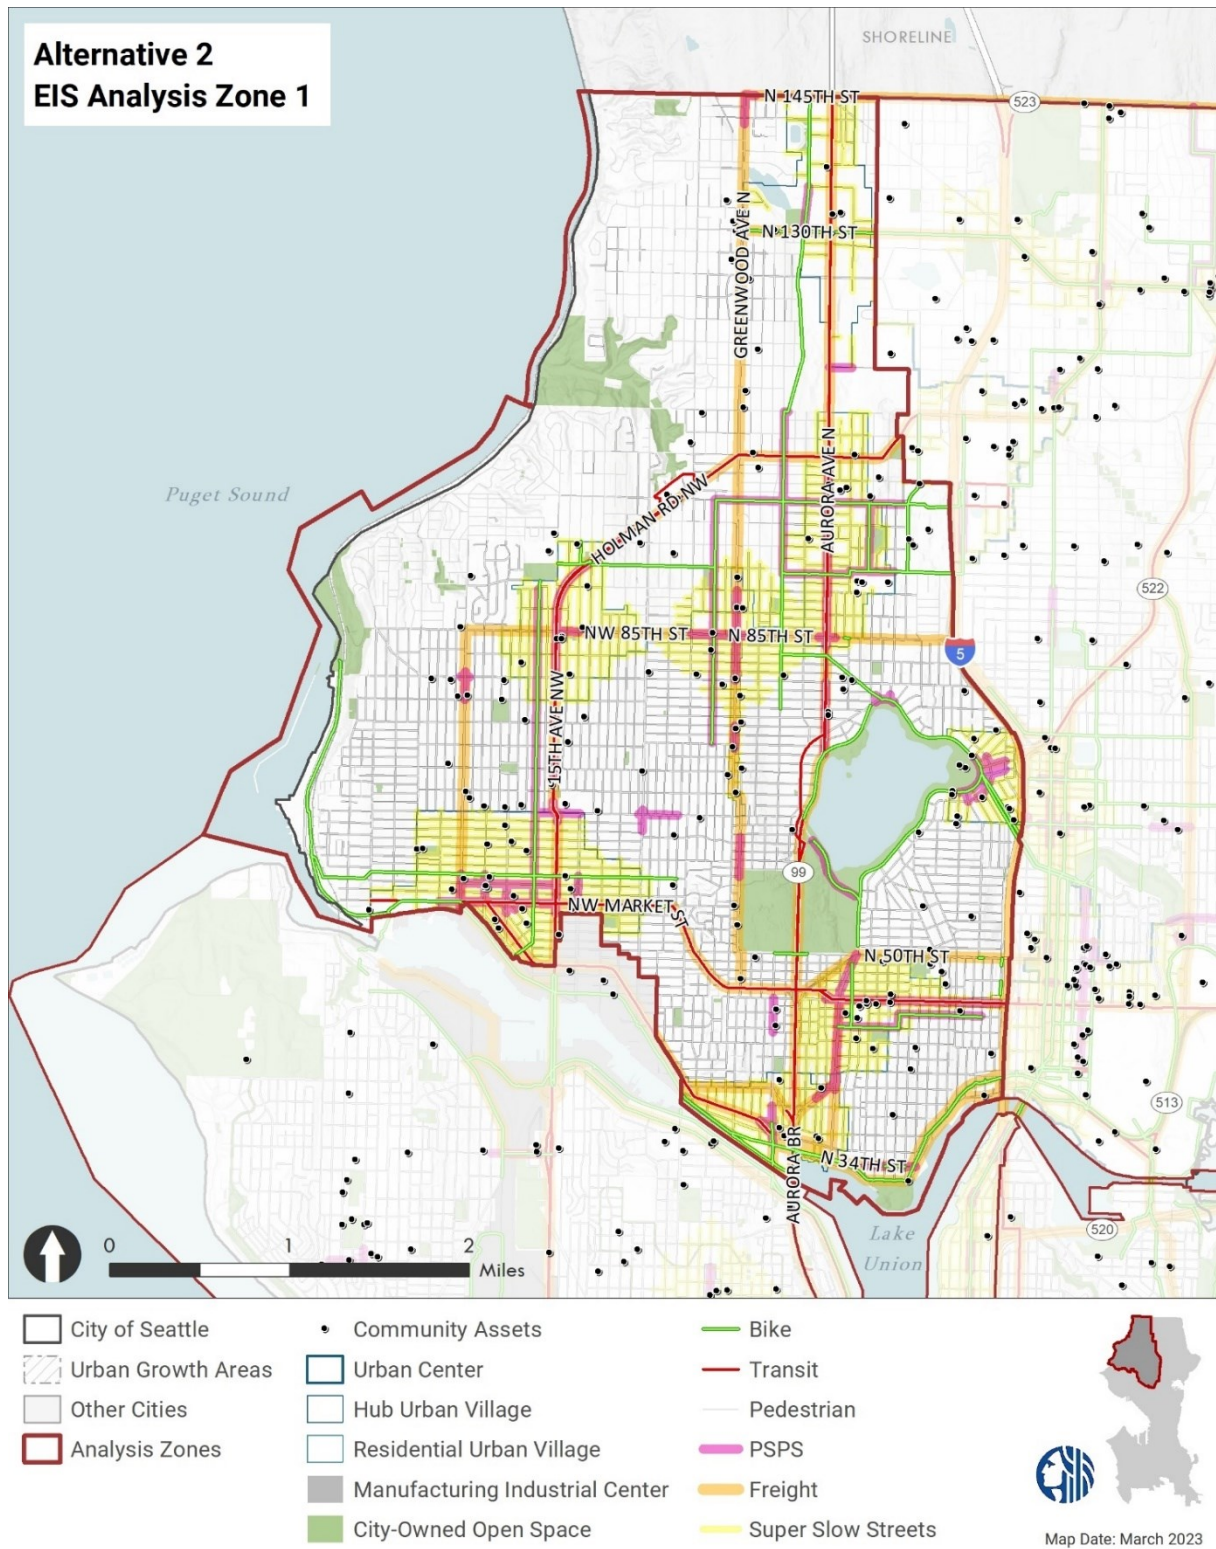 Alternative 2
EIS Analysis Zone 1
SHORELINE
N 145TH ST
523
GREENWOOD AVE N
N 130TH ST
AURORA AVE N
Puget Sound
HOLMAN RD NW
522
NW 85TH ST
N 85TH ST
5
15TH AVE NW
99
NW MARKET ST
N 50TH ST
513
N 34TH ST
AURORA BR
Lake
Union
520
0 1 2
Miles
City of Seattle
Urban Growth Areas
Other Cities
Analysis Zones
Community Assets
Urban Center
Hub Urban Village
Residential Urban Village
Manufacturing Industrial Center
City-Owned Open Space
Bike
Transit
Pedestrian
PSPS
Freight
Super Slow Streets
Map Date: March 2023